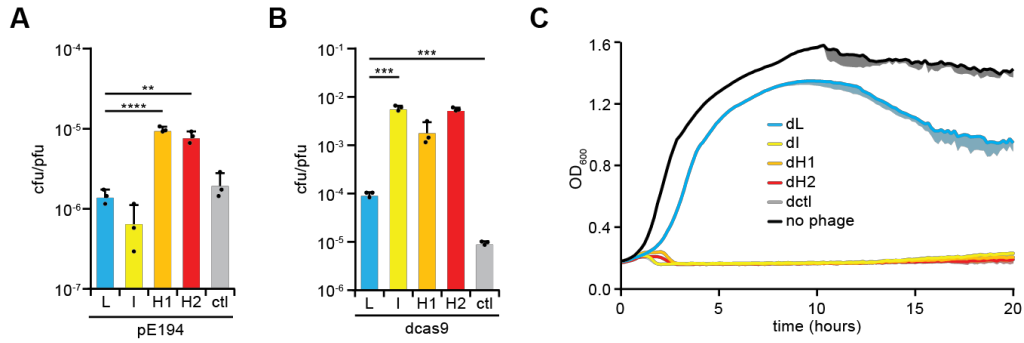 A
cfu/pfu
10-4
10-5
10-6
10-7
**
****
L I H1 H2 ctl
pE194
B
cfu/pfu
10-1
10-2
10-3
10-4
10-5
10-6
***
***
L I H1 H2 ctl
dcas9
C
OD600
1.6
1.2
0.8
0.4
0.0
dL
dI
dH1
dH2
dctl
no phage
0 5 10 15 20
time (hours)